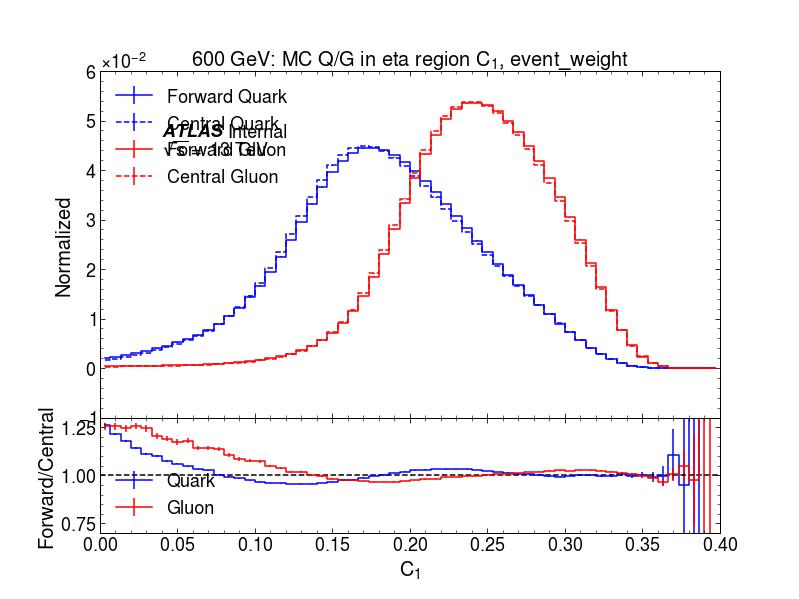 ×10⁻²
600 GeV: MC Q/G in eta region C₁, event_weight
6
5
4
3
2
1
0
−1
Normalized
Forward Quark
Central Quark
ATLAS Internal
√s = 13 TeV
Forward Gluon
Central Gluon
1.25
1.00
0.75
Forward/Central
Quark
Gluon
0.00 0.05 0.10 0.15 0.20 0.25 0.30 0.35 0.40
C₁